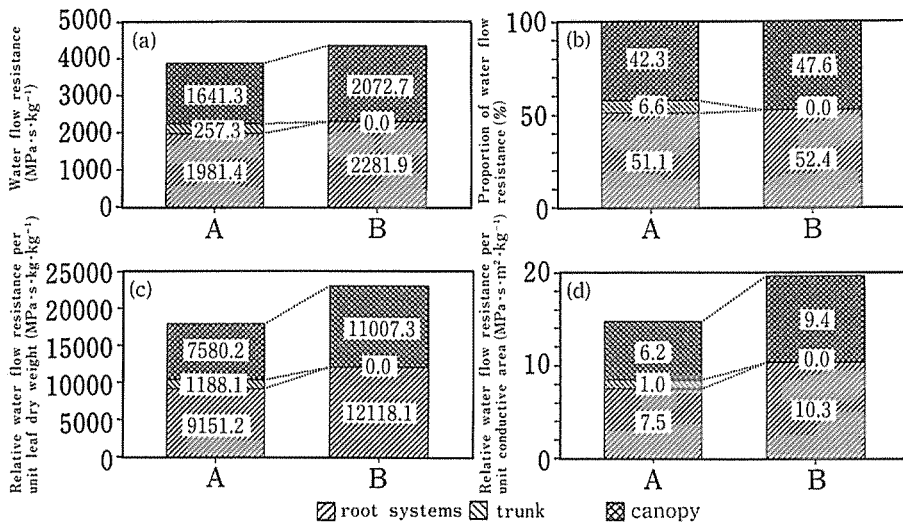 Water flow resistance
(MPa·s·kg⁻¹)
5000
4000
3000
2000
1000
0
(a)
1641.3
257.3
1981.4
2072.7
0.0
2281.9
A
B
Proportion of water flow
resistance (%)
100
50
0
(b)
42.3
6.6
51.1
47.6
0.0
52.4
A
B
Relative water flow resistance per
unit leaf dry weight (MPa·s·kg·kg⁻¹)
25000
20000
15000
10000
5000
0
(c)
7580.2
1188.1
9151.2
11007.3
0.0
12118.1
A
B
Relative water flow resistance per
unit conductive area (MPa·s·m²·kg⁻¹)
20
10
0
(d)
6.2
1.0
7.5
9.4
0.0
10.3
A
B
root systems
trunk
canopy